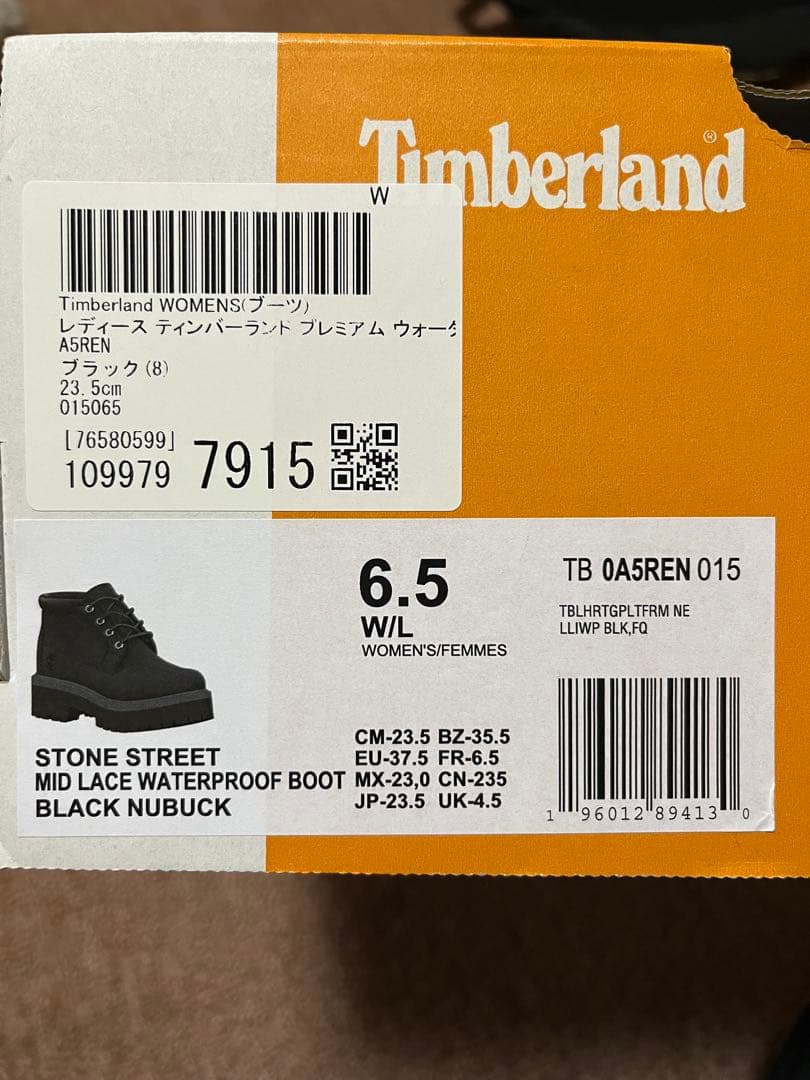 Timberland®
W
Timberland WOMENS(ブーツ)
レディース ティンバーランド プレミアム ウォータ
A5REN
ブラック(8)
23.5cm
015065
[76580599]
109979 7915
6.5
W/L
WOMEN'S/FEMMES
TB 0A5REN 015
TBLHRTGPLTFRM NE
LLIWP BLK,FQ
STONE STREET
MID LACE WATERPROOF BOOT
BLACK NUBUCK
CM-23.5 BZ-35.5
EU-37.5 FR-6.5
MX-23,0 CN-235
JP-23.5 UK-4.5
1 96012 89413 0